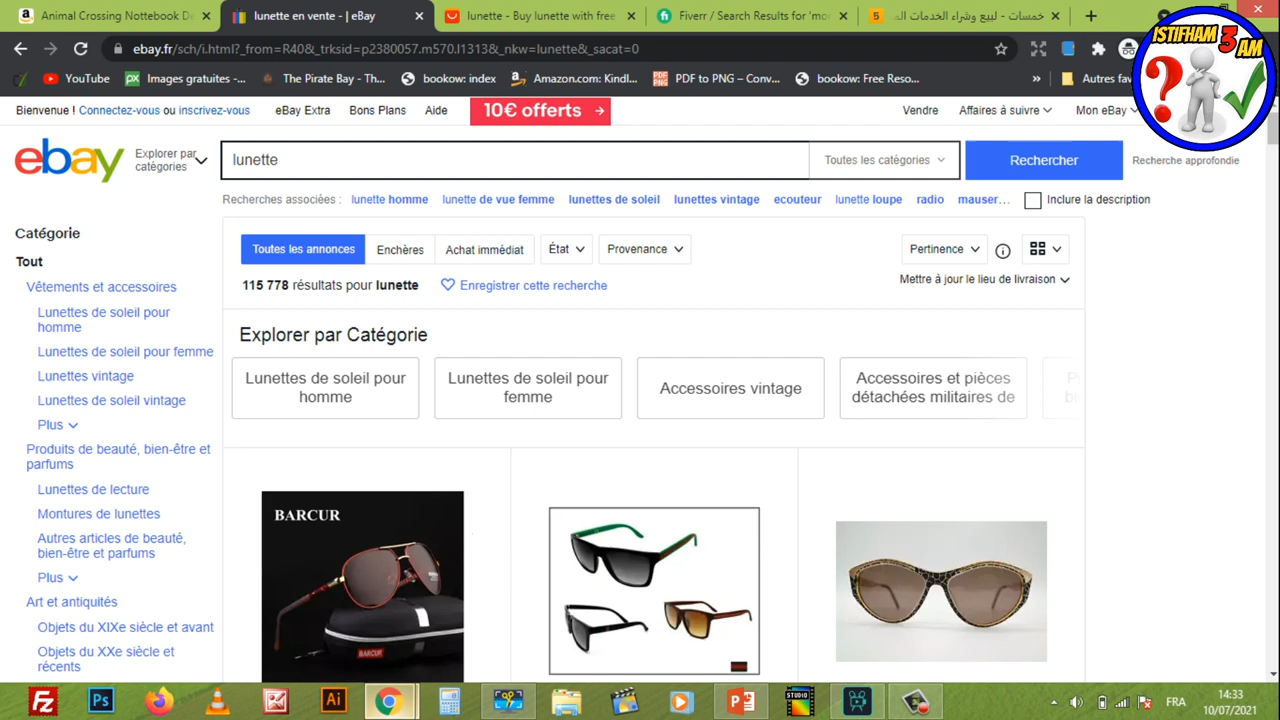 Animal Crossing Nottebook De
lunette en vente - | eBay
lunette - Buy lunette with free
Fiverr / Search Results for 'mo
خمسات - لبيع وشراء الخدمات الم
ebay.fr/sch/i.html?_from=R40&_trksid=p2380057.m570.l1313&_nkw=lunette&_sacat=0
YouTube
Images gratuites -...
The Pirate Bay - Th...
bookow: index
Amazon.com: Kindl...
PDF to PNG – Conv...
bookow: Free Reso...
»
Autres fav
ISTIFHAM 3 AM
Bienvenue ! Connectez-vous ou inscrivez-vous
eBay Extra
Bons Plans
Aide
10€ offerts
Vendre
Affaires à suivre
Mon eBay
ebay
Explorer par
catégories
lunette
Toutes les catégories
Rechercher
Recherche approfondie
Recherches associées : lunette homme lunette de vue femme lunettes de soleil lunettes vintage ecouteur lunette loupe radio mauser...
Inclure la description
Catégorie
Tout
Vêtements et accessoires
Lunettes de soleil pour
homme
Lunettes de soleil pour femme
Lunettes vintage
Lunettes de soleil vintage
Plus
Produits de beauté, bien-être et
parfums
Lunettes de lecture
Montures de lunettes
Autres articles de beauté,
bien-être et parfums
Plus
Art et antiquités
Objets du XIXe siècle et avant
Objets du XXe siècle et
récents
Toutes les annonces
Enchères
Achat immédiat
État
Provenance
Pertinence
115 778 résultats pour lunette
Enregistrer cette recherche
Mettre à jour le lieu de livraison
Explorer par Catégorie
Lunettes de soleil pour
homme
Lunettes de soleil pour
femme
Accessoires vintage
Accessoires et pièces
détachées militaires de
BARCUR
BARCUR
Fz
Ps
Ai
STUDIO
FRA
14:33
10/07/2021